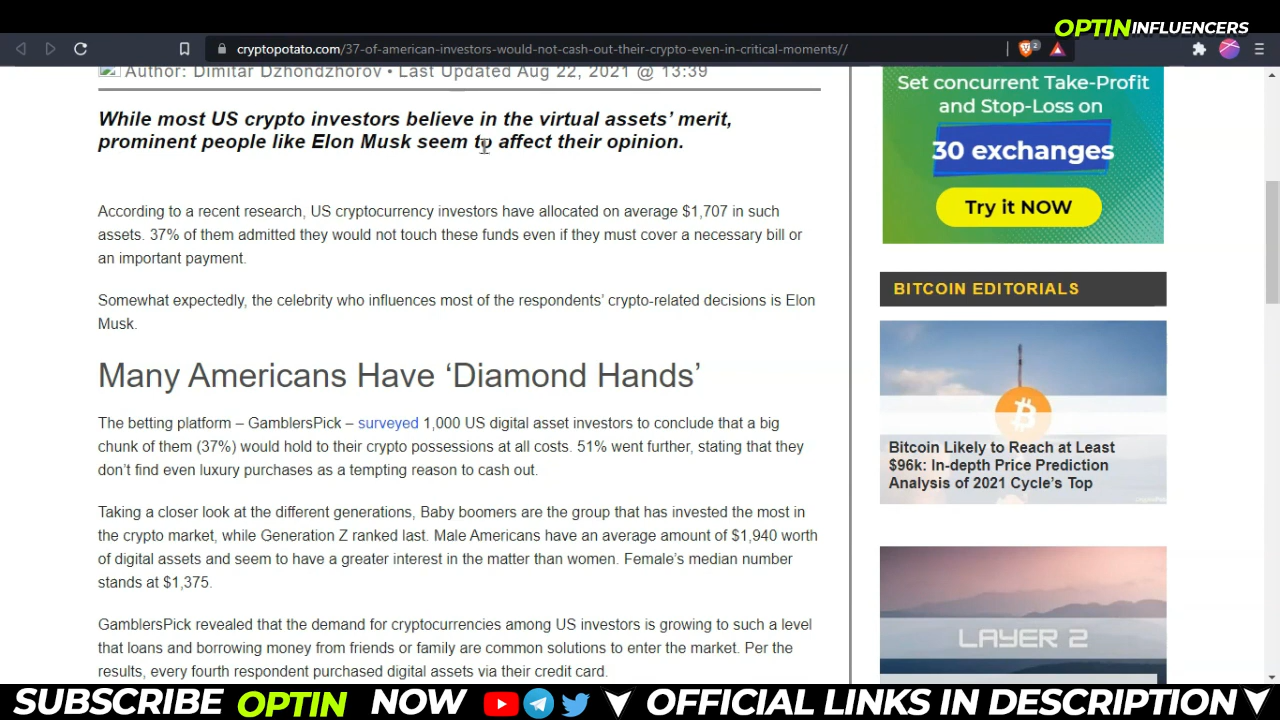 OPTIN INFLUENCERS
cryptopotato.com/37-of-american-investors-would-not-cash-out-their-crypto-even-in-critical-moments//
2
Author: Dimitar Dzhondzhorov • Last Updated Aug 22, 2021 @ 13:39
While most US crypto investors believe in the virtual assets’ merit,
prominent people like Elon Musk seem to affect their opinion.
According to a recent research, US cryptocurrency investors have allocated on average $1,707 in such
assets. 37% of them admitted they would not touch these funds even if they must cover a necessary bill or
an important payment.
Somewhat expectedly, the celebrity who influences most of the respondents’ crypto-related decisions is Elon
Musk.
Many Americans Have ‘Diamond Hands’
The betting platform – GamblersPick – surveyed 1,000 US digital asset investors to conclude that a big
chunk of them (37%) would hold to their crypto possessions at all costs. 51% went further, stating that they
don’t find even luxury purchases as a tempting reason to cash out.
Taking a closer look at the different generations, Baby boomers are the group that has invested the most in
the crypto market, while Generation Z ranked last. Male Americans have an average amount of $1,940 worth
of digital assets and seem to have a greater interest in the matter than women. Female’s median number
stands at $1,375.
GamblersPick revealed that the demand for cryptocurrencies among US investors is growing to such a level
that loans and borrowing money from friends or family are common solutions to enter the market. Per the
results, every fourth respondent purchased digital assets via their credit card.
Set concurrent Take-Profit
and Stop-Loss on
30 exchanges
Try it NOW
BITCOIN EDITORIALS
Bitcoin Likely to Reach at Least
$96k: In-depth Price Prediction
Analysis of 2021 Cycle’s Top
LAYER 2
SUBSCRIBE OPTIN NOW OFFICIAL LINKS IN DESCRIPTION